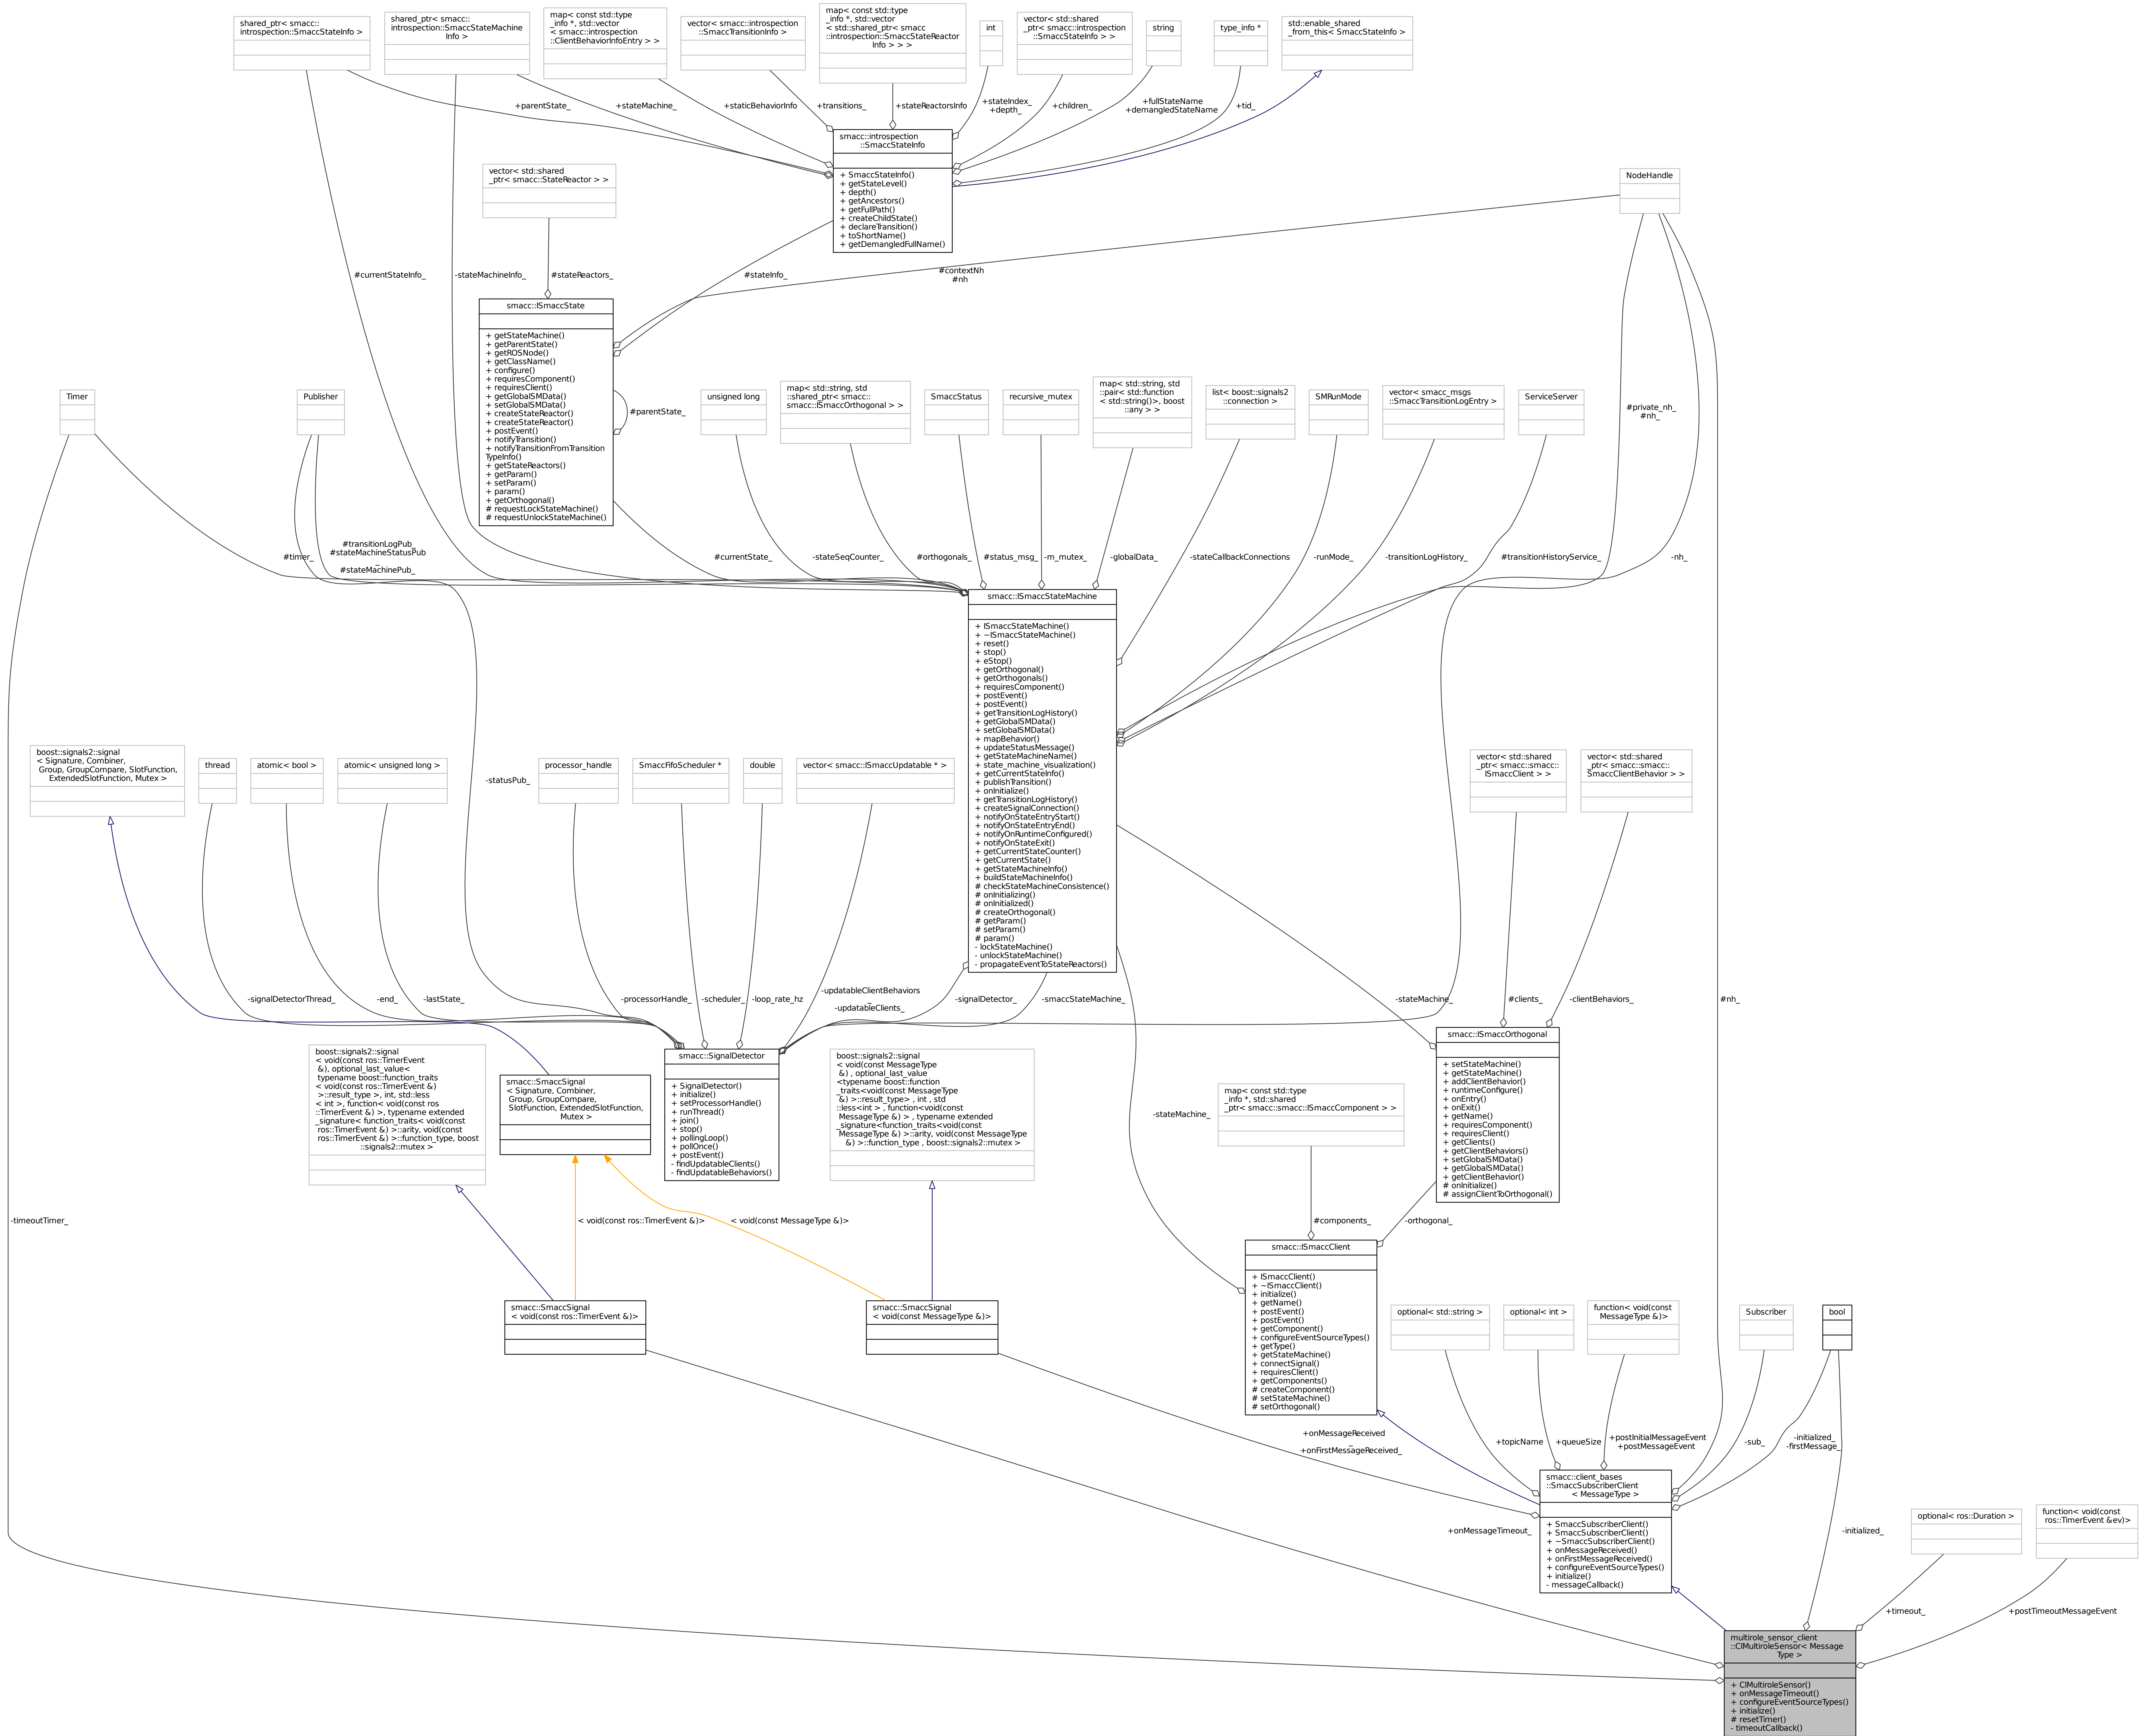 shared_ptr< smacc::
introspection::SmaccStateInfo >
shared_ptr< smacc::
introspection::SmaccStateMachine
Info >
map< const std::type
_info *, std::vector
< smacc::introspection
::ClientBehaviorInfoEntry > >
vector< smacc::introspection
::SmaccTransitionInfo >
map< const std::type
_info *, std::vector
< std::shared_ptr< smacc
::introspection::SmaccStateReactor
Info > > >
int
vector< std::shared
_ptr< smacc::introspection
::SmaccStateInfo > >
string
type_info *
std::enable_shared
_from_this< SmaccStateInfo >
+parentState_
+stateMachine_
+staticBehaviorInfo
+transitions_
+stateReactorsInfo
+stateIndex_
+depth_
+children_
+fullStateName
+demangledStateName
+tid_
smacc::introspection
::SmaccStateInfo
+ SmaccStateInfo()
+ getStateLevel()
+ depth()
+ getAncestors()
+ getFullPath()
+ createChildState()
+ declareTransition()
+ toShortName()
+ getDemangledFullName()
vector< std::shared
_ptr< smacc::StateReactor > >
NodeHandle
#currentStateInfo_
-stateMachineInfo_
#stateReactors_
#stateInfo_
#contextNh
#nh
smacc::ISmaccState
+ getStateMachine()
+ getParentState()
+ getROSNode()
+ getClassName()
+ configure()
+ requiresComponent()
+ requiresClient()
+ getGlobalSMData()
+ setGlobalSMData()
+ createStateReactor()
+ createStateReactor()
+ postEvent()
+ notifyTransition()
+ notifyTransitionFromTransition
TypeInfo()
+ getStateReactors()
+ getParam()
+ setParam()
+ param()
+ getOrthogonal()
# requestLockStateMachine()
# requestUnlockStateMachine()
#parentState_
Timer
Publisher
unsigned long
map< std::string, std
::shared_ptr< smacc::
smacc::ISmaccOrthogonal > >
SmaccStatus
recursive_mutex
map< std::string, std
::pair< std::function
< std::string()>, boost
::any > >
list< boost::signals2
::connection >
SMRunMode
vector< smacc_msgs
::SmaccTransitionLogEntry >
ServiceServer
#private_nh_
#nh_
#timer_
#transitionLogPub_
#stateMachineStatusPub
_
#stateMachinePub_
#currentState_
-stateSeqCounter_
#orthogonals_
#status_msg_
-m_mutex_
-globalData_
-stateCallbackConnections
-runMode_
-transitionLogHistory_
#transitionHistoryService_
-nh_
smacc::ISmaccStateMachine
+ ISmaccStateMachine()
+ ~ISmaccStateMachine()
+ reset()
+ stop()
+ eStop()
+ getOrthogonal()
+ getOrthogonals()
+ requiresComponent()
+ postEvent()
+ postEvent()
+ getTransitionLogHistory()
+ getGlobalSMData()
+ setGlobalSMData()
+ mapBehavior()
+ updateStatusMessage()
+ getStateMachineName()
+ state_machine_visualization()
+ getCurrentStateInfo()
+ publishTransition()
+ onInitialize()
+ getTransitionLogHistory()
+ createSignalConnection()
+ notifyOnStateEntryStart()
+ notifyOnStateEntryEnd()
+ notifyOnRuntimeConfigured()
+ notifyOnStateExit()
+ getCurrentStateCounter()
+ getCurrentState()
+ getStateMachineInfo()
+ buildStateMachineInfo()
# checkStateMachineConsistence()
# onInitializing()
# onInitialized()
# createOrthogonal()
# getParam()
# setParam()
# param()
- lockStateMachine()
- unlockStateMachine()
- propagateEventToStateReactors()
boost::signals2::signal
< Signature, Combiner,
Group, GroupCompare, SlotFunction,
ExtendedSlotFunction, Mutex >
thread
atomic< bool >
atomic< unsigned long >
-statusPub_
processor_handle
SmaccFifoScheduler *
double
vector< smacc::ISmaccUpdatable * >
vector< std::shared
_ptr< smacc::smacc::
ISmaccClient > >
vector< std::shared
_ptr< smacc::smacc::
SmaccClientBehavior > >
-signalDetectorThread_
-end_
-lastState_
-processorHandle_
-scheduler_
-loop_rate_hz
-updatableClientBehaviors
_
-updatableClients_
-signalDetector_
-smaccStateMachine_
-stateMachine_
#clients_
-clientBehaviors_
#nh_
boost::signals2::signal
< void(const ros::TimerEvent
&), optional_last_value<
typename boost::function_traits
< void(const ros::TimerEvent &)
>::result_type >, int, std::less
< int >, function< void(const ros
::TimerEvent &) >, typename extended
_signature< function_traits< void(const
ros::TimerEvent &) >::arity, void(const
ros::TimerEvent &) >::function_type, boost
::signals2::mutex >
smacc::SmaccSignal
< Signature, Combiner,
Group, GroupCompare,
SlotFunction, ExtendedSlotFunction,
Mutex >
smacc::SignalDetector
+ SignalDetector()
+ initialize()
+ setProcessorHandle()
+ runThread()
+ join()
+ stop()
+ pollingLoop()
+ pollOnce()
+ postEvent()
- findUpdatableClients()
- findUpdatableBehaviors()
boost::signals2::signal
< void(const MessageType
&) , optional_last_value
<typename boost::function
_traits<void(const MessageType
&) >::result_type> , int , std
::less<int > , function<void(const
MessageType &) > , typename extended
_signature<function_traits<void(const
MessageType &) >::arity, void(const MessageType
&) >::function_type , boost::signals2::mutex >
-stateMachine_
map< const std::type
_info *, std::shared
_ptr< smacc::smacc::ISmaccComponent > >
smacc::ISmaccOrthogonal
+ setStateMachine()
+ getStateMachine()
+ addClientBehavior()
+ runtimeConfigure()
+ onEntry()
+ onExit()
+ getName()
+ requiresComponent()
+ requiresClient()
+ getClients()
+ getClientBehaviors()
+ setGlobalSMData()
+ getGlobalSMData()
+ getClientBehavior()
# onInitialize()
# assignClientToOrthogonal()
-timeoutTimer_
< void(const ros::TimerEvent &)>
< void(const MessageType &)>
#components_
-orthogonal_
smacc::SmaccSignal
< void(const ros::TimerEvent &)>
smacc::SmaccSignal
< void(const MessageType &)>
smacc::ISmaccClient
+ ISmaccClient()
+ ~ISmaccClient()
+ initialize()
+ getName()
+ postEvent()
+ postEvent()
+ getComponent()
+ configureEventSourceTypes()
+ getType()
+ getStateMachine()
+ connectSignal()
+ requiresClient()
+ getComponents()
# createComponent()
# setStateMachine()
# setOrthogonal()
optional< std::string >
optional< int >
function< void(const
MessageType &)>
Subscriber
bool
+onMessageReceived
_
+onFirstMessageReceived_
+topicName
+queueSize
+postInitialMessageEvent
+postMessageEvent
-sub_
-initialized_
-firstMessage_
smacc::client_bases
::SmaccSubscriberClient
< MessageType >
+ SmaccSubscriberClient()
+ SmaccSubscriberClient()
+ ~SmaccSubscriberClient()
+ onMessageReceived()
+ onFirstMessageReceived()
+ configureEventSourceTypes()
+ initialize()
- messageCallback()
+onMessageTimeout_
-initialized_
optional< ros::Duration >
function< void(const
ros::TimerEvent &ev)>
+timeout_
+postTimeoutMessageEvent
multirole_sensor_client
::ClMultiroleSensor< Message
Type >
+ ClMultiroleSensor()
+ onMessageTimeout()
+ configureEventSourceTypes()
+ initialize()
# resetTimer()
- timeoutCallback()